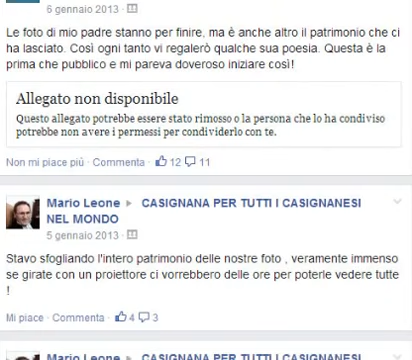 6 gennaio 2013 ·
Le foto di mio padre stanno per finire, ma è anche altro il patrimonio che ci
ha lasciato. Così ogni tanto vi regalerò qualche sua poesia. Questa è la
prima che pubblico e mi pareva doveroso iniziare così!
Allegato non disponibile
Questo allegato potrebbe essere stato rimosso o la persona che lo ha condiviso
potrebbe non avere i permessi per condividerlo con te.
Non mi piace più · Commenta · 12 11
Mario Leone CASIGNANA PER TUTTI I CASIGNANESI
NEL MONDO
5 gennaio 2013 ·
Stavo sfogliando l'intero patrimonio delle nostre foto , veramente immenso
se girate con un proiettore ci vorrebbero delle ore per poterle vedere tutte
!
Mi piace · Commenta · 4 3
Mario Leone CASIGNANA PER TUTTI I CASIGNANESI